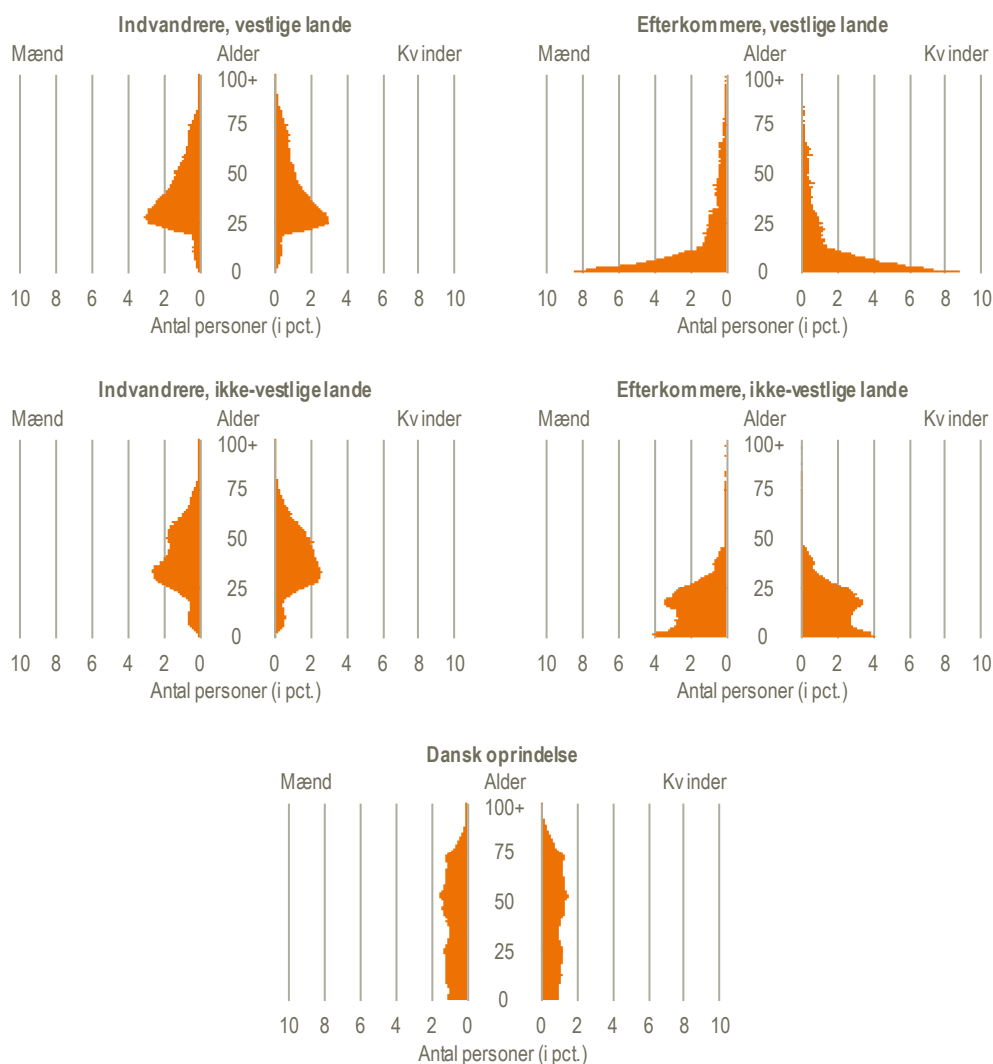 Indvandrere, vestlige lande
Mænd Alder Kvinder
100+
75
50
25
0
10 8 6 4 2 0 0 2 4 6 8 10
Antal personer (i pct.)
Efterkommere, vestlige lande
Mænd Alder Kvinder
100+
75
50
25
0
10 8 6 4 2 0 0 2 4 6 8 10
Antal personer (i pct.)
Indvandrere, ikke-vestlige lande
Mænd Alder Kvinder
100+
75
50
25
0
10 8 6 4 2 0 0 2 4 6 8 10
Antal personer (i pct.)
Efterkommere, ikke-vestlige lande
Mænd Alder Kvinder
100+
75
50
25
0
10 8 6 4 2 0 0 2 4 6 8 10
Antal personer (i pct.)
Dansk oprindelse
Mænd Alder Kvinder
100+
75
50
25
0
10 8 6 4 2 0 0 2 4 6 8 10
Antal personer (i pct.)